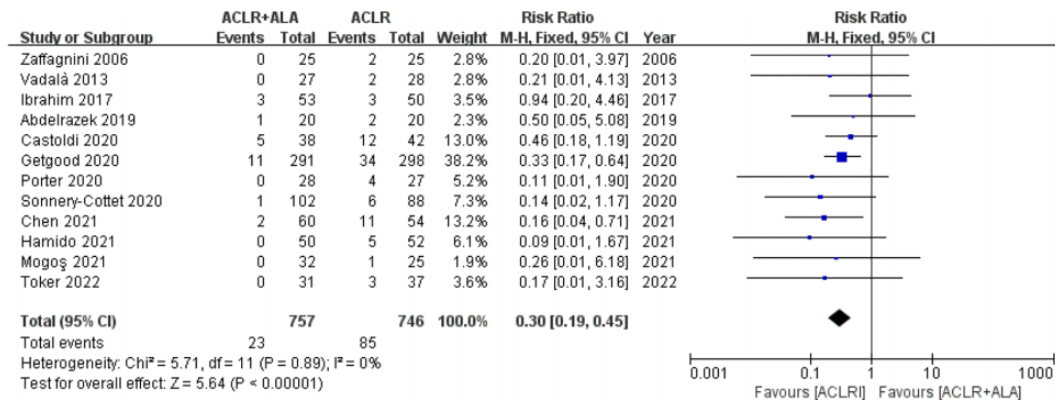 ACLR+ALA ACLR Risk Ratio Risk Ratio
Study or Subgroup Events Total Events Total Weight M-H, Fixed, 95% CI Year M-H, Fixed, 95% CI
Zaffagnini 2006 0 25 2 25 2.8% 0.20 [0.01, 3.97] 2006
Vadalà 2013 0 27 2 28 2.8% 0.21 [0.01, 4.13] 2013
Ibrahim 2017 3 53 3 50 3.5% 0.94 [0.20, 4.46] 2017
Abdelrazek 2019 1 20 2 20 2.3% 0.50 [0.05, 5.08] 2019
Castoldi 2020 5 38 12 42 13.0% 0.46 [0.18, 1.19] 2020
Getgood 2020 11 291 34 298 38.2% 0.33 [0.17, 0.64] 2020
Porter 2020 0 28 4 27 5.2% 0.11 [0.01, 1.90] 2020
Sonnery-Cottet 2020 1 102 6 88 7.3% 0.14 [0.02, 1.17] 2020
Chen 2021 2 60 11 54 13.2% 0.16 [0.04, 0.71] 2021
Hamido 2021 0 50 5 52 6.1% 0.09 [0.01, 1.67] 2021
Mogoş 2021 0 32 1 25 1.9% 0.26 [0.01, 6.18] 2021
Toker 2022 0 31 3 37 3.6% 0.17 [0.01, 3.16] 2022
Total (95% CI) 757 746 100.0% 0.30 [0.19, 0.45]
Total events 23 85
Heterogeneity: Chi² = 5.71, df = 11 (P = 0.89); I² = 0%
Test for overall effect: Z = 5.64 (P < 0.00001)
0.001 0.1 1 10 1000
Favours [ACLRI] Favours [ACLR+ALA]